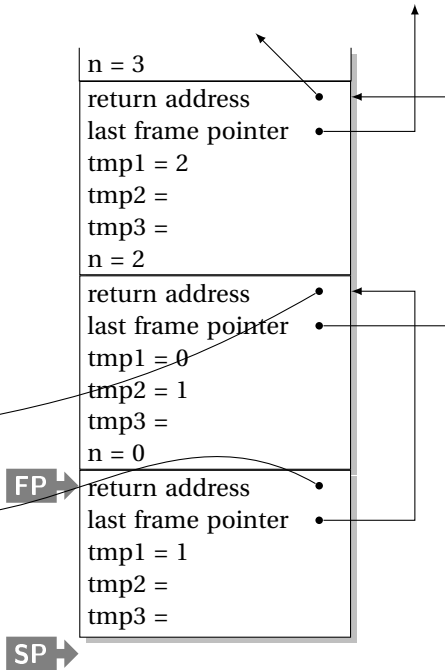 n = 3
return address
last frame pointer
tmp1 = 2
tmp2 =
tmp3 =
n = 2
return address
last frame pointer
tmp1 = 0
tmp2 = 1
tmp3 =
n = 0
FP
return address
last frame pointer
tmp1 = 1
tmp2 =
tmp3 =
SP